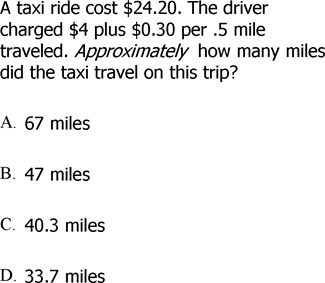 A taxi ride cost $24.20. The driver
charged $4 plus $0.30 per .5 mile
traveled. Approximately how many miles
did the taxi travel on this trip?
A. 67 miles
B. 47 miles
C. 40.3 miles
D. 33.7 miles